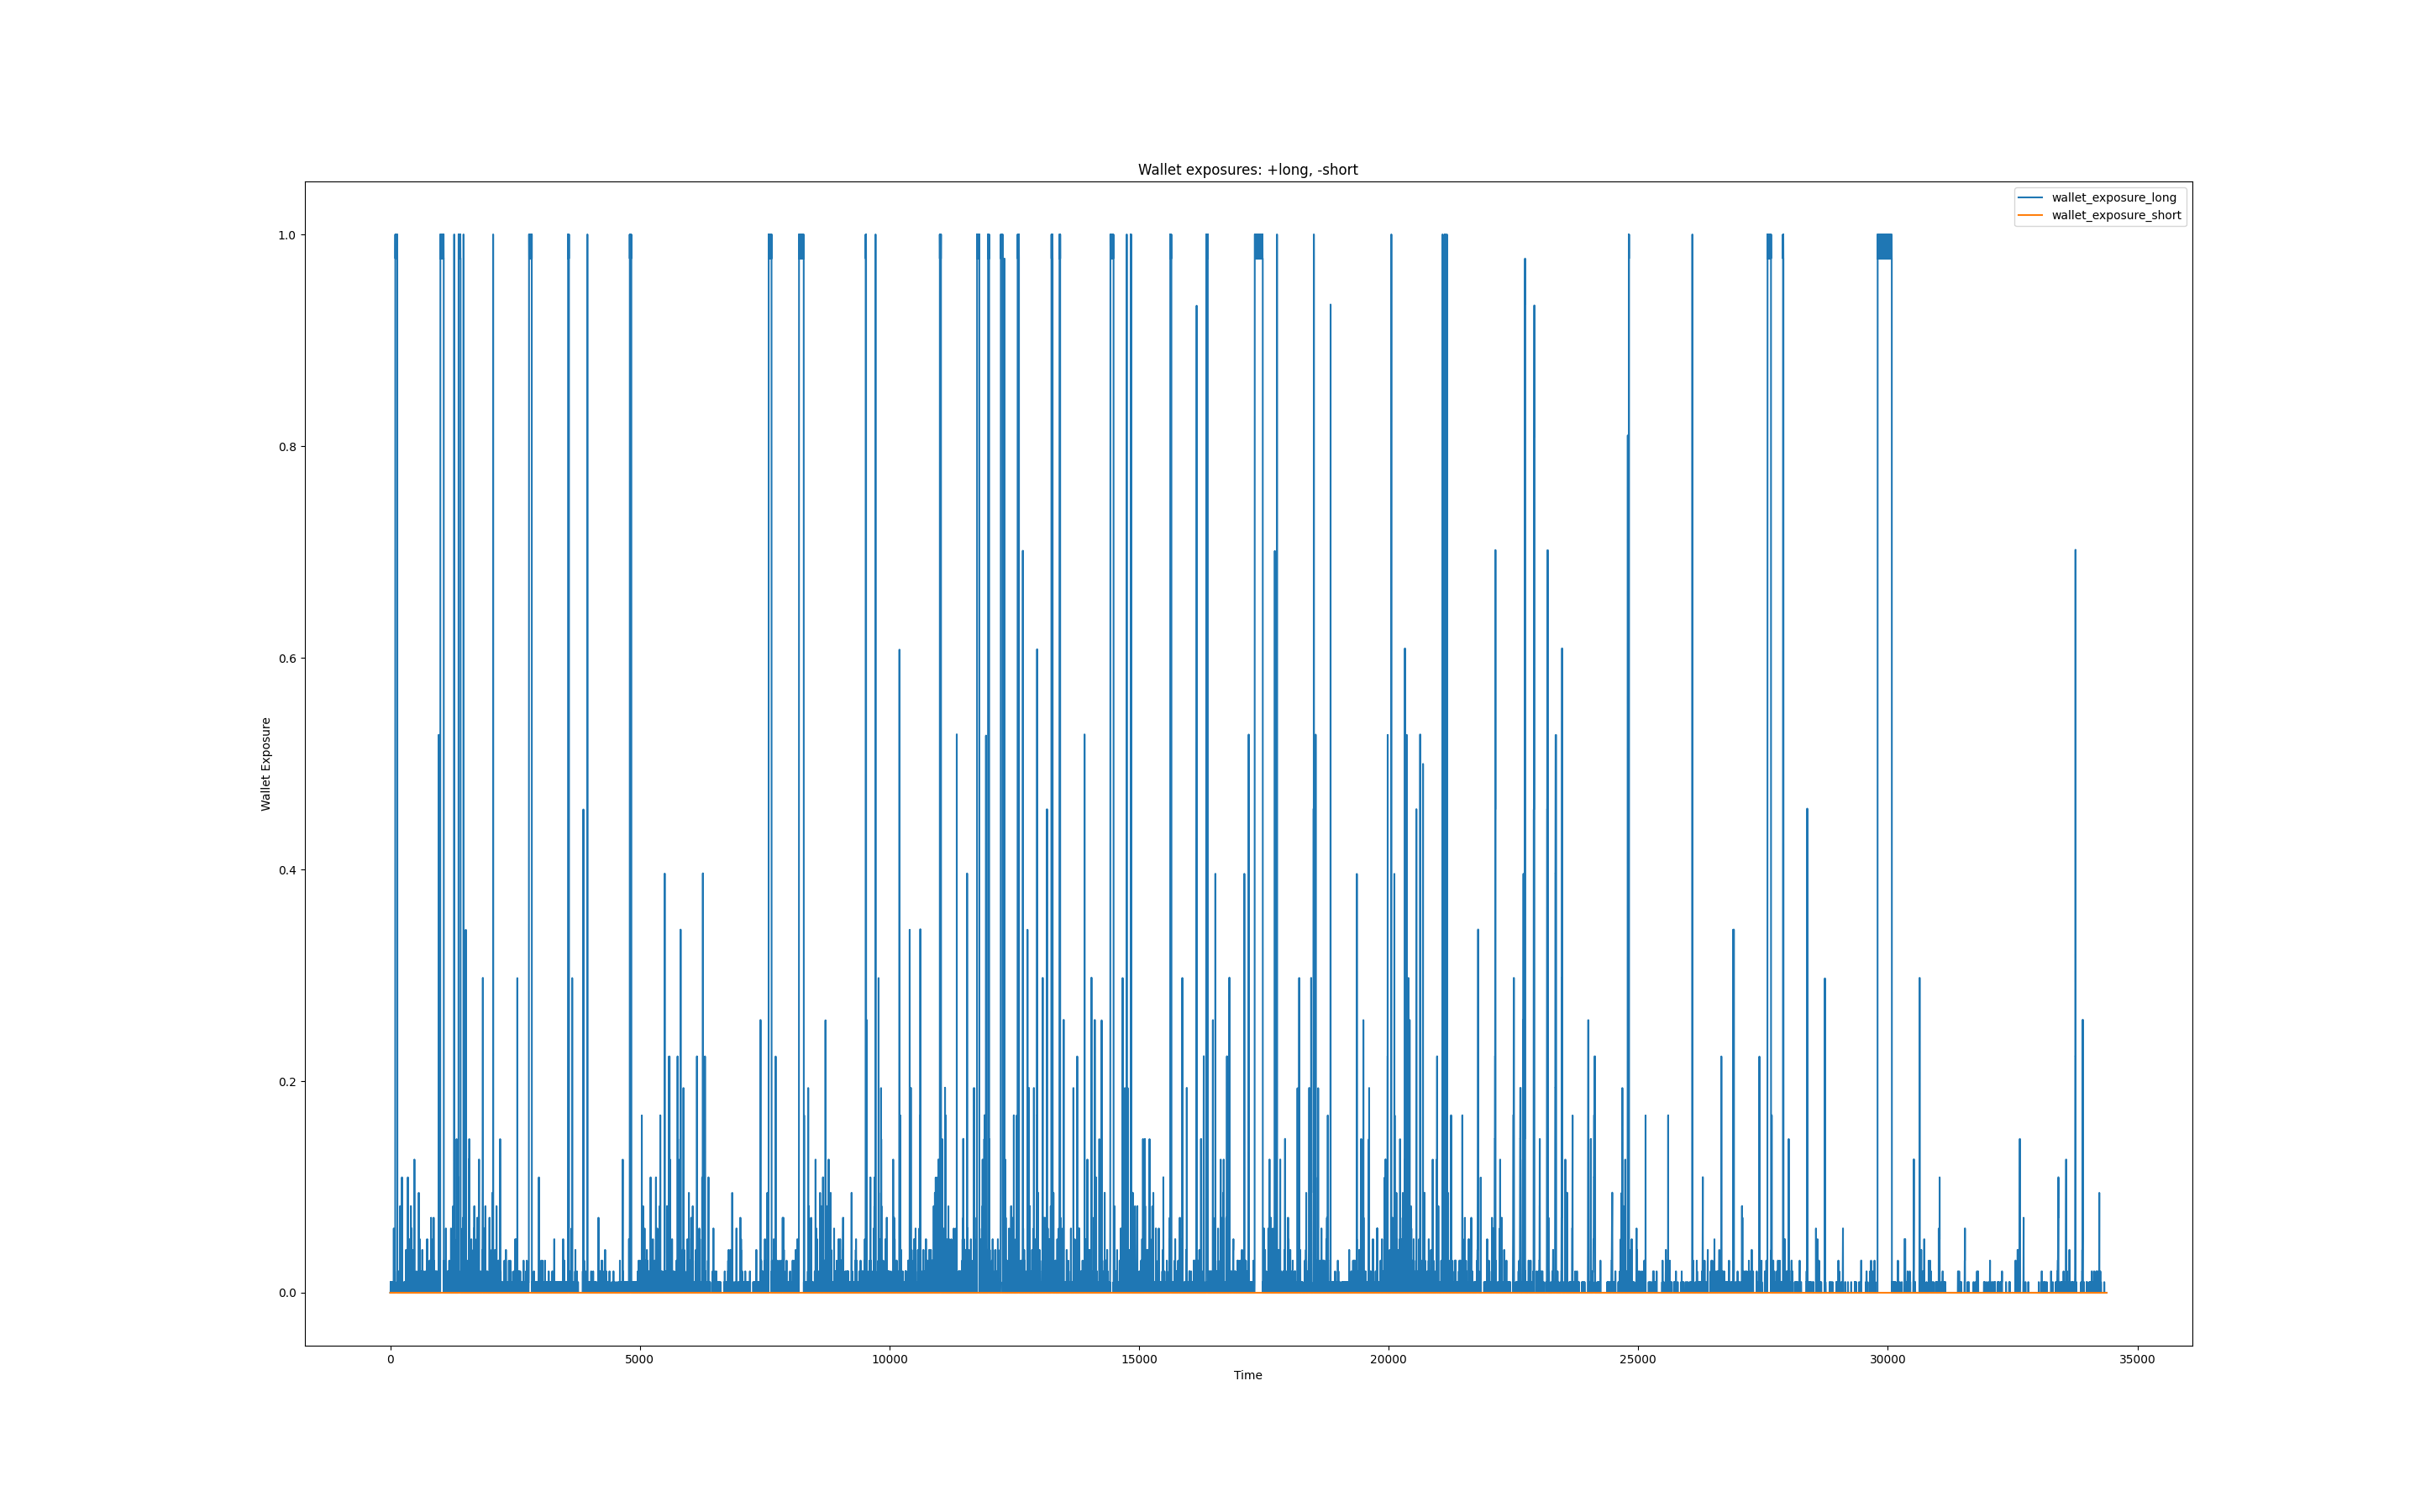 Wallet exposures: +long, -short
wallet_exposure_long
wallet_exposure_short
1.0
0.8
0.6
0.4
0.2
0.0
Wallet Exposure
0 5000 10000 15000 20000 25000 30000 35000
Time